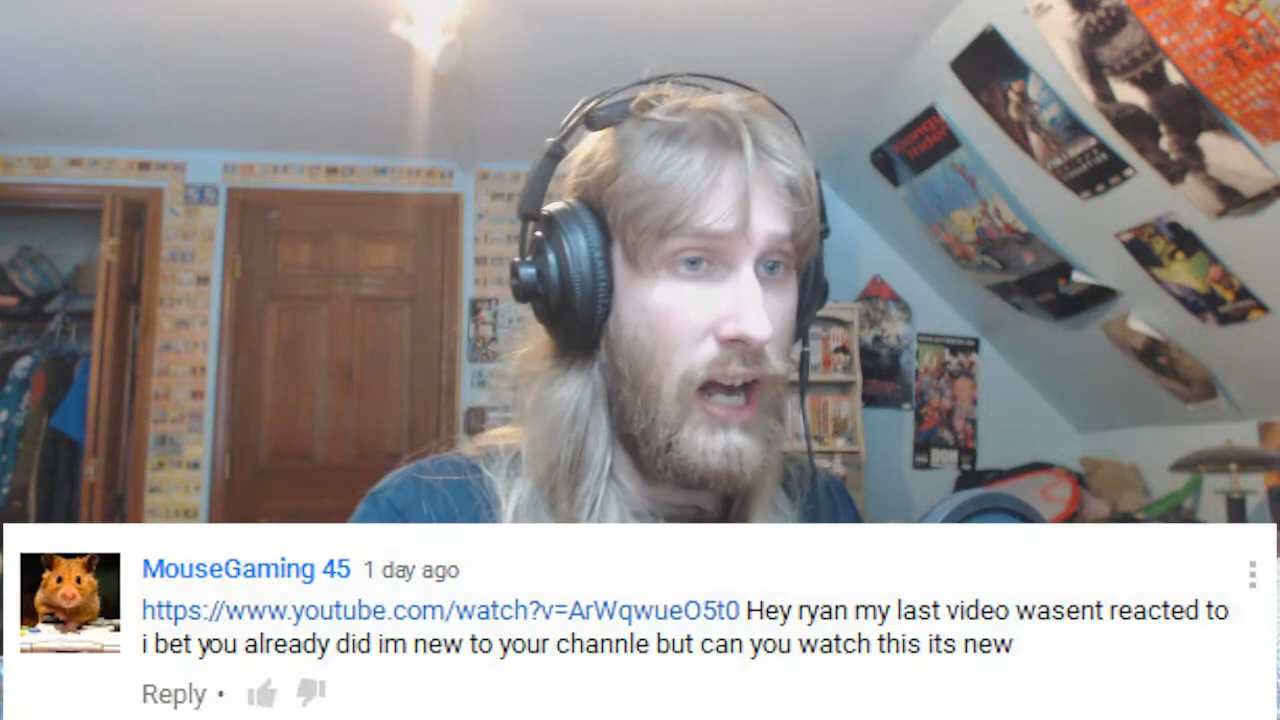 MouseGaming 45 1 day ago
https://www.youtube.com/watch?v=ArWqwueO5t0 Hey ryan my last video wasent reacted to
i bet you already did im new to your channle but can you watch this its new
Reply •